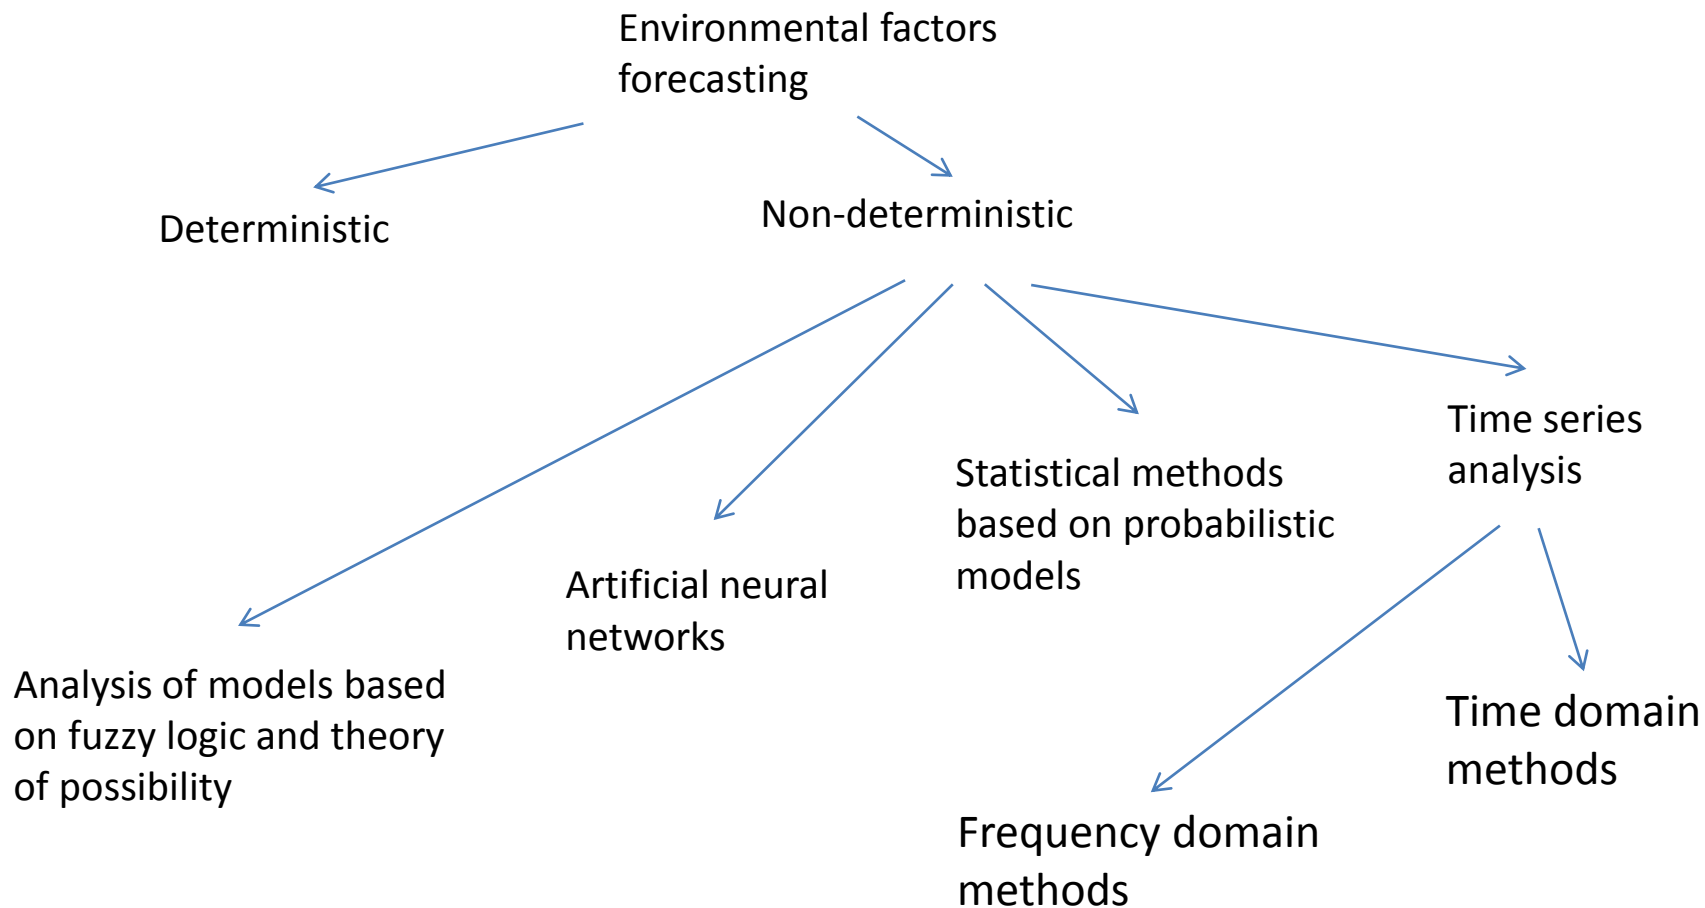 Environmental factors
forecasting
Deterministic
Non-deterministic
Analysis of models based
on fuzzy logic and theory
of possibility
Artificial neural
networks
Statistical methods
based on probabilistic
models
Time series
analysis
Frequency domain
methods
Time domain
methods